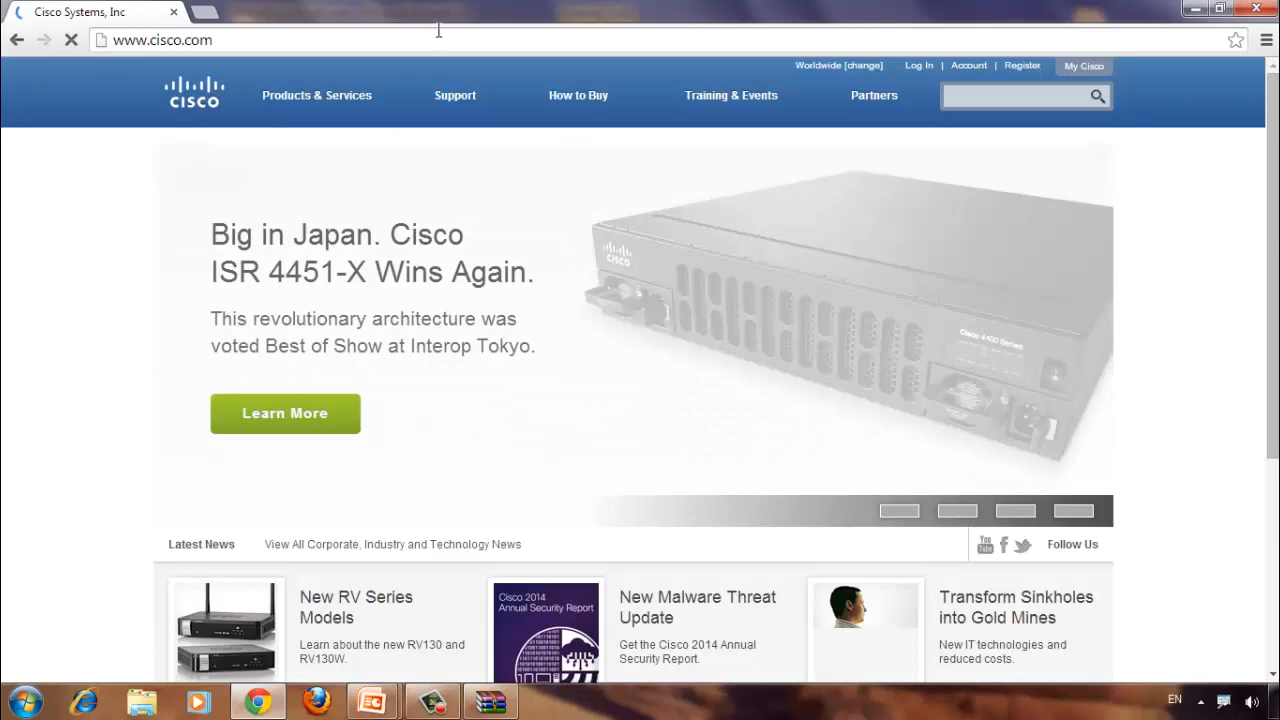 Cisco Systems, Inc
www.cisco.com
Worldwide [change] Log In | Account | Register My Cisco
CISCO Products & Services Support How to Buy Training & Events Partners
Big in Japan. Cisco
ISR 4451-X Wins Again.
This revolutionary architecture was
voted Best of Show at Interop Tokyo.
Learn More
CISCO
Cisco 4400 Series
Latest News View All Corporate, Industry and Technology News
You Tube Follow Us
New RV Series
Models
Learn about the new RV130 and
RV130W.
Cisco 2014
Annual Security Report
New Malware Threat
Update
Get the Cisco 2014 Annual
Security Report.
Transform Sinkholes
into Gold Mines
New IT technologies and
reduced costs.
EN